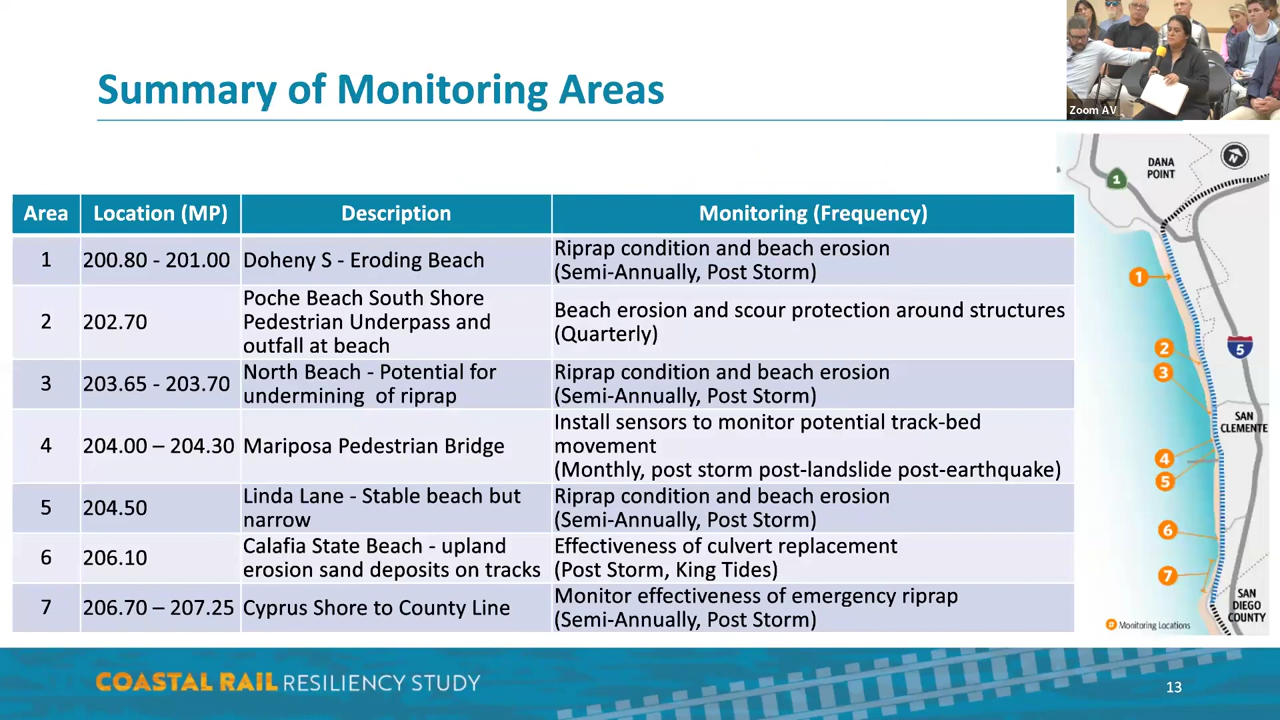 Summary of Monitoring Areas
Zoom AV
Area Location (MP) Description Monitoring (Frequency)
1 200.80 - 201.00 Doheny S - Eroding Beach
Riprap condition and beach erosion
(Semi-Annually, Post Storm)
2 202.70
Poche Beach South Shore
Pedestrian Underpass and
outfall at beach
Beach erosion and scour protection around structures
(Quarterly)
3 203.65 - 203.70
North Beach - Potential for
undermining of riprap
Riprap condition and beach erosion
(Semi-Annually, Post Storm)
4 204.00 – 204.30 Mariposa Pedestrian Bridge
Install sensors to monitor potential track-bed
movement
(Monthly, post storm post-landslide post-earthquake)
5 204.50
Linda Lane - Stable beach but
narrow
Riprap condition and beach erosion
(Semi-Annually, Post Storm)
6 206.10
Calafia State Beach - upland
erosion sand deposits on tracks
Effectiveness of culvert replacement
(Post Storm, King Tides)
7 206.70 – 207.25 Cyprus Shore to County Line
Monitor effectiveness of emergency riprap
(Semi-Annually, Post Storm)
DANA
POINT
N
1
1
2
5
3
SAN
CLEMENTE
4
5
6
7
SAN
DIEGO
COUNTY
# Monitoring Locations
COASTAL RAIL RESILIENCY STUDY
13